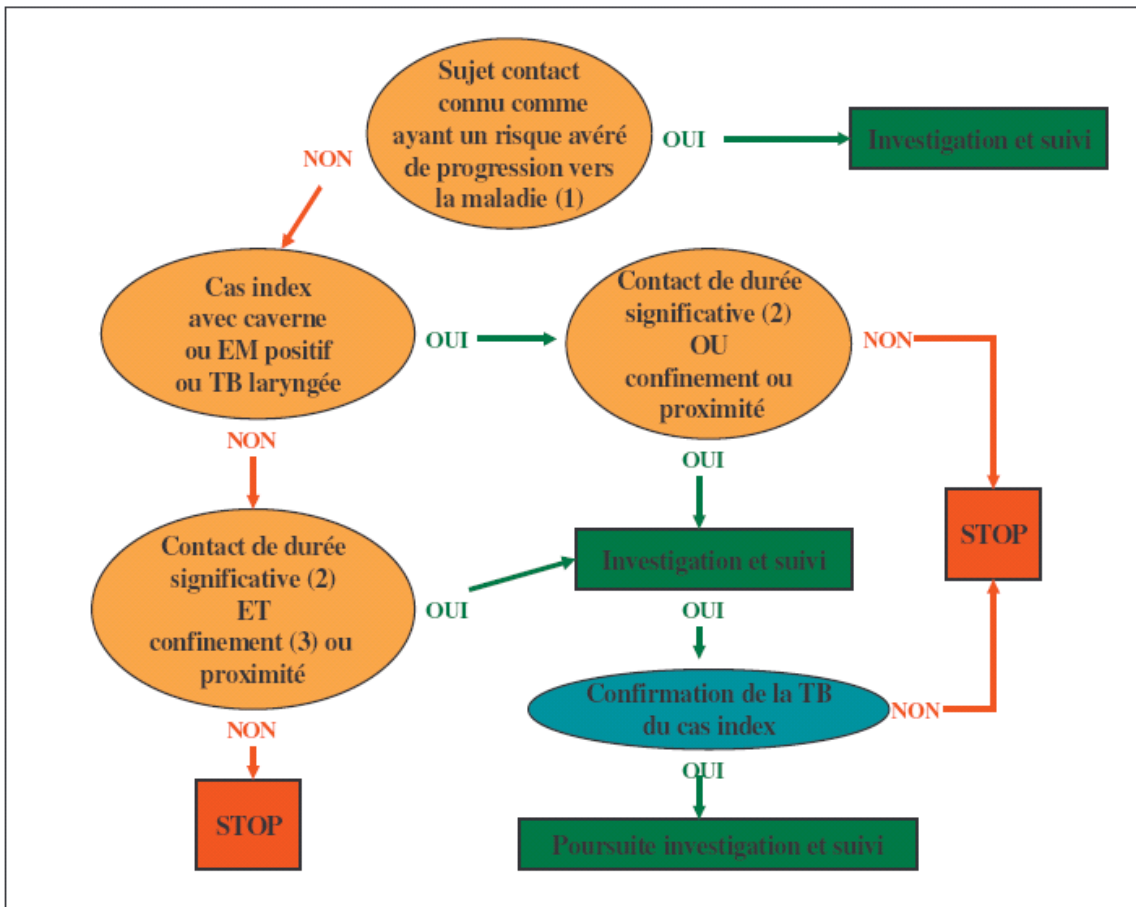 Sujet contact
connu comme
ayant un risque avéré
de progression vers
la maladie (1)
OUI
Investigation et suivi
NON
Cas index
avec caverne
ou EM positif
ou TB laryngée
OUI
Contact de durée
significative (2)
OU
confinement ou
proximité
NON
NON
OUI
Contact de durée
significative (2)
ET
confinement (3) ou
proximité
OUI
Investigation et suivi
STOP
OUI
Confirmation de la TB
du cas index
NON
NON
OUI
STOP
Poursuite investigation et suivi